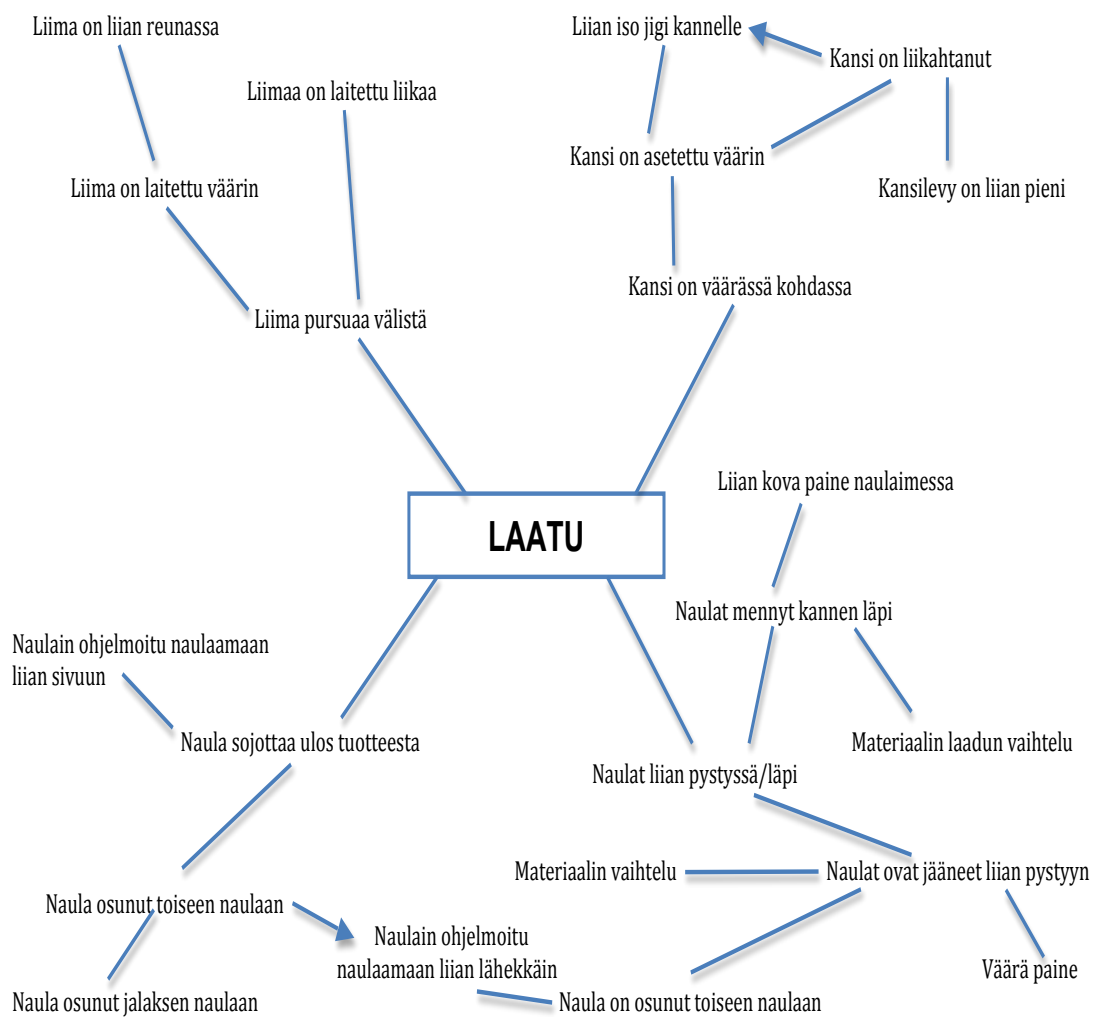 Liima on liian reunassa
Liian iso jigi kannelle
Kansi on liikahtanut
Liimaa on laitettu liikaa
Kansi on asetettu väärin
Liima on laitettu väärin
Kansilevy on liian pieni
Kansi on väärässä kohdassa
Liima pursuaa välistä
Liian kova paine naulaimessa
LAATU
Naulat mennyt kannen läpi
Naulain ohjelmoitu naulaamaan
liian sivuun
Naula sojottaa ulos tuotteesta
Materiaalin laadun vaihtelu
Naulat liian pystyssä/läpi
Materiaalin vaihtelu
Naulat ovat jääneet liian pystyyn
Naula osunut toiseen naulaan
Naulain ohjelmoitu
naulaamaan liian lähekkäin
Väärä paine
Naula osunut jalaksen naulaan
Naula on osunut toiseen naulaan